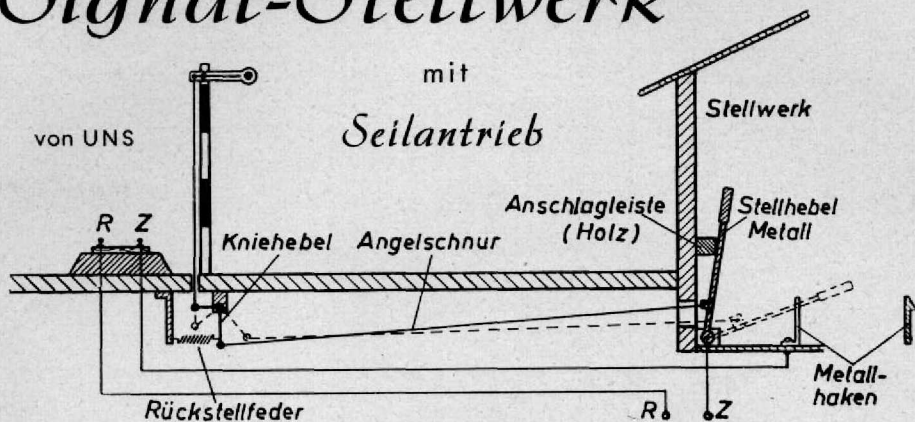 Signal-Stellwerk
mit
Seilantrieb
von UNS
Stellwerk
R Z
Kniehebel
Angelschnur
Anschlagleiste
(Holz)
Stellhebel
Metall
Rückstellfeder
R Z
Metall-
haken